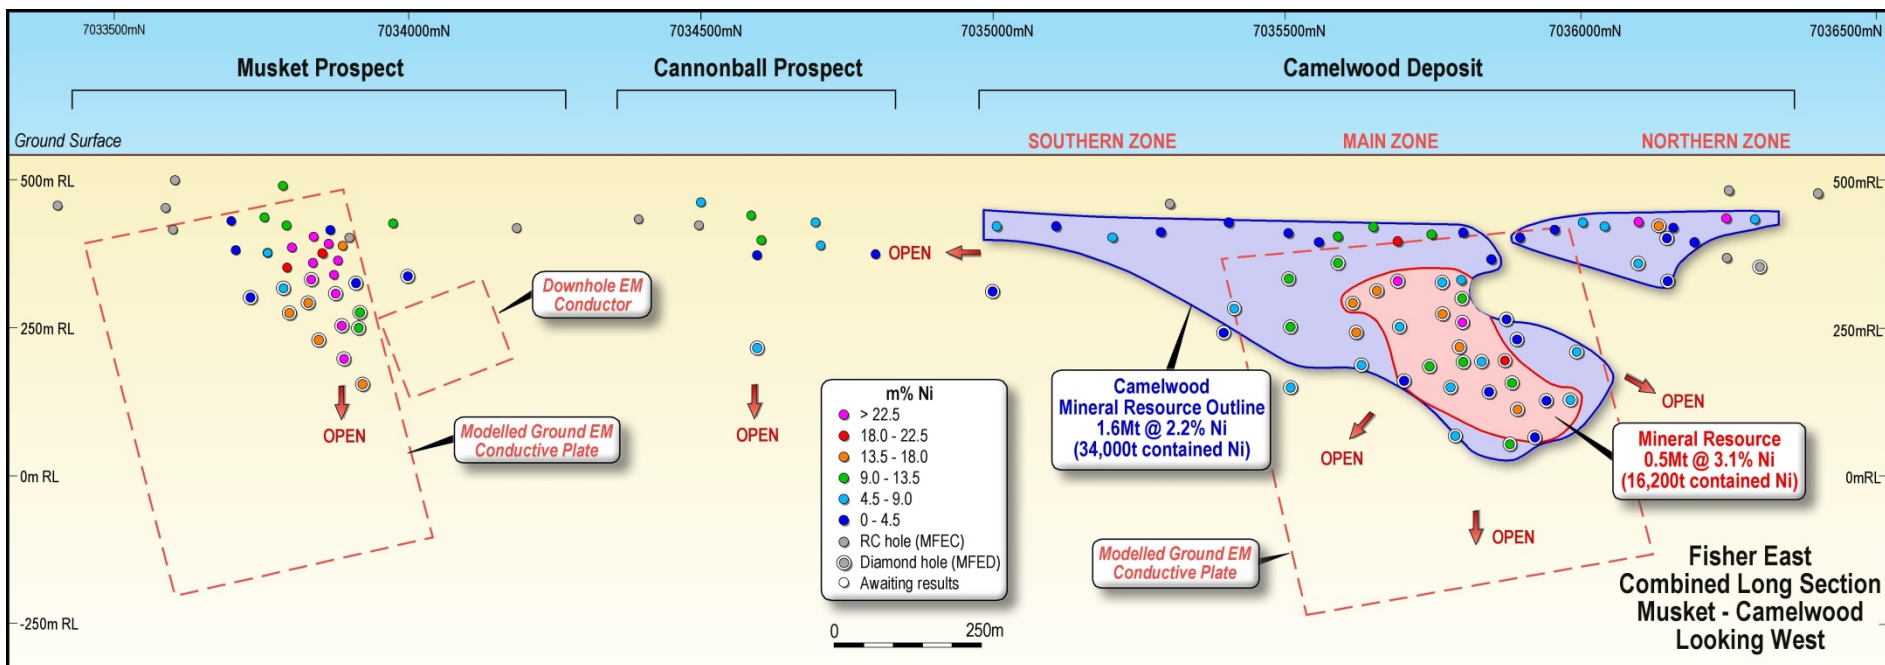 7033500mN
7034000mN
7034500mN
7035000mN
7035500mN
7036000mN
7036500mN
Musket Prospect
Cannonball Prospect
Camelwood Deposit
Ground Surface
SOUTHERN ZONE
MAIN ZONE
NORTHERN ZONE
500m RL
500mRL
OPEN
Downhole EM
Conductor
250m RL
250mRL
OPEN
OPEN
Modelled Ground EM
Conductive Plate
m% Ni
> 22.5
18.0 - 22.5
13.5 - 18.0
9.0 - 13.5
4.5 - 9.0
0 - 4.5
RC hole (MFEC)
Diamond hole (MFED)
Awaiting results
Camelwood
Mineral Resource Outline
1.6Mt @ 2.2% Ni
(34,000t contained Ni)
OPEN
OPEN
Mineral Resource
0.5Mt @ 3.1% Ni
(16,200t contained Ni)
0m RL
0mRL
OPEN
Modelled Ground EM
Conductive Plate
-250m RL
0
250m
Fisher East
Combined Long Section
Musket - Camelwood
Looking West